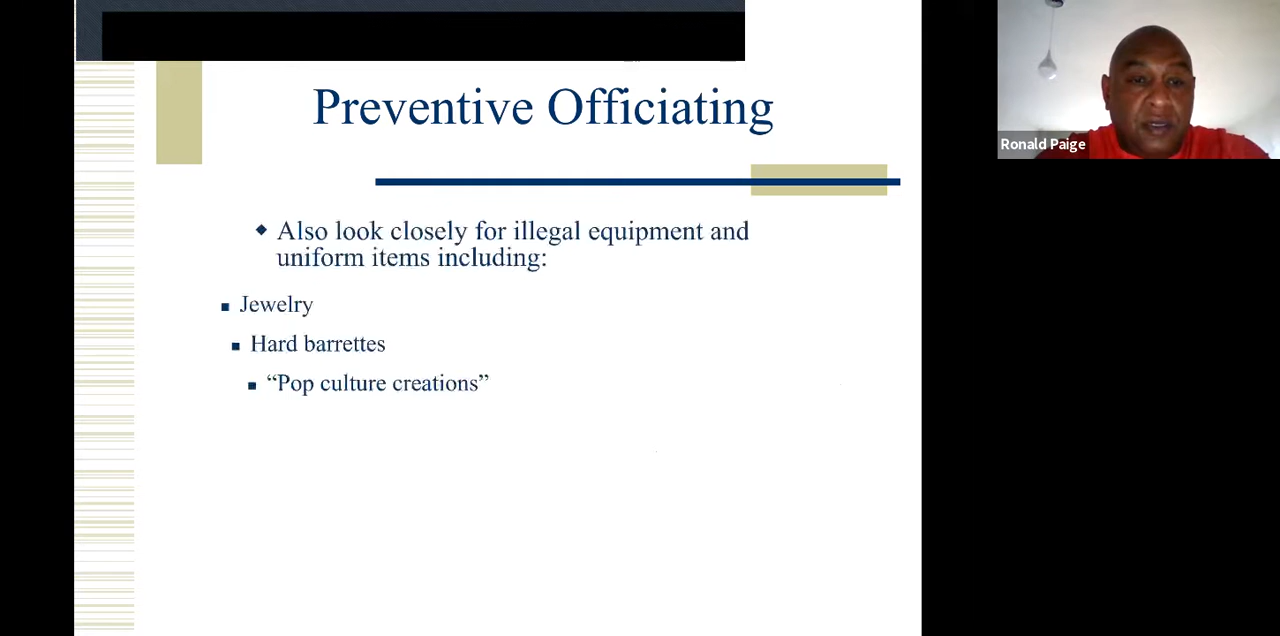 Preventive Officiating
Also look closely for illegal equipment and
uniform items including:
Jewelry
Hard barrettes
“Pop culture creations”
Ronald Paige